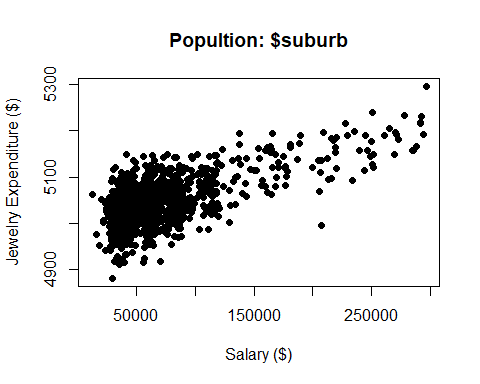 Popultion: $suburb
Jewelry Expenditure ($)
5300
5100
4900
50000 150000 250000
Salary ($)